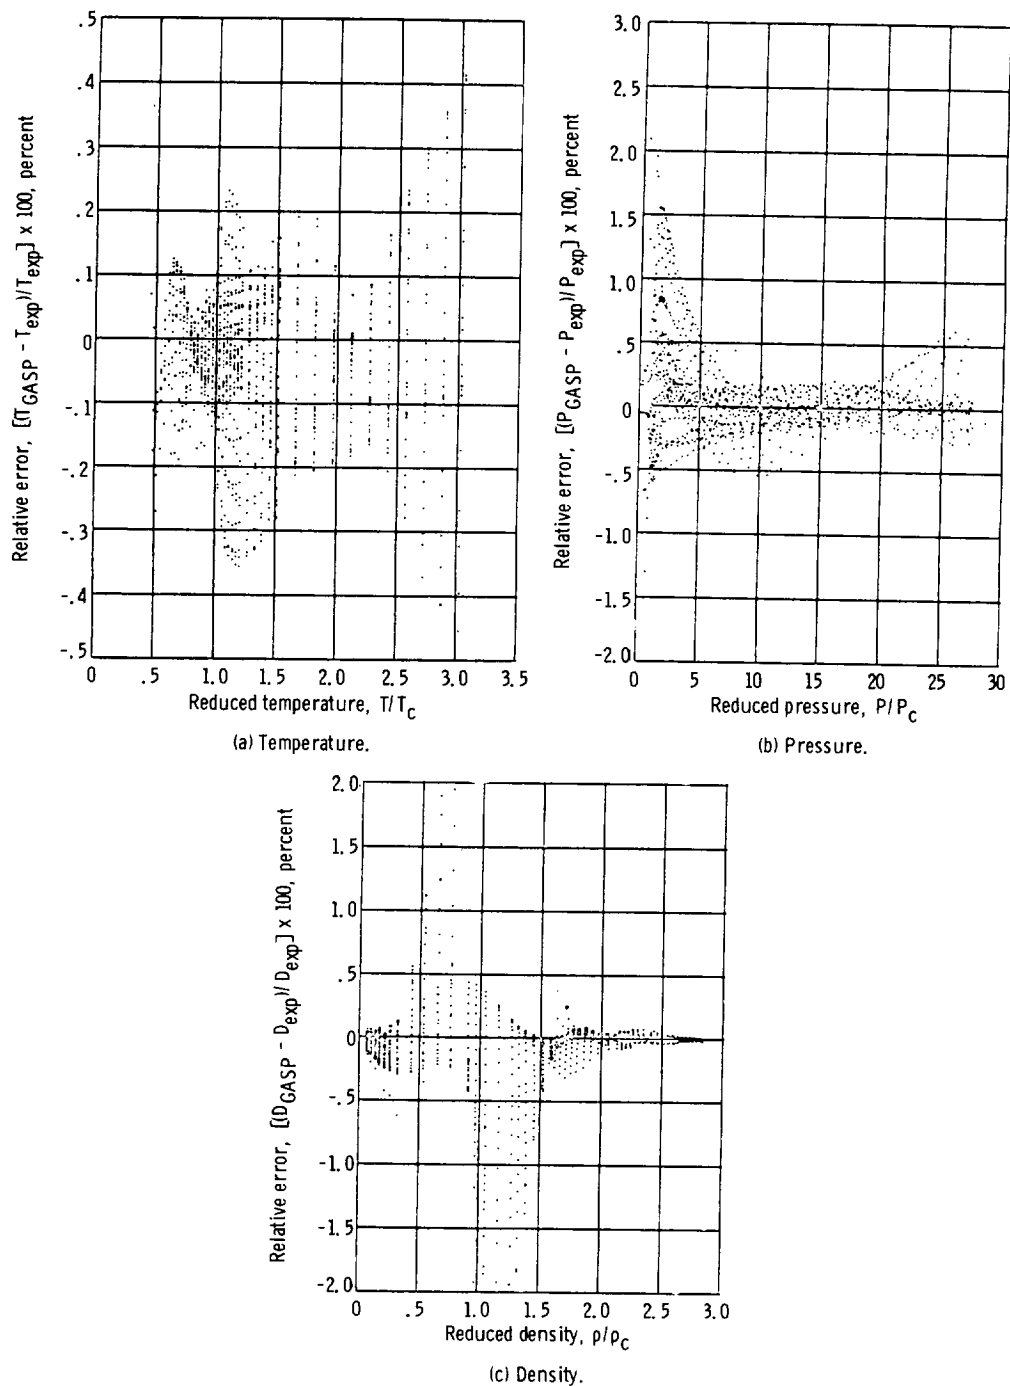 .5
.4
.3
.2
.1
0
-.1
-.2
-.3
-.4
-.5
Relative error, [(T_GASP - T_exp)/T_exp] x 100, percent
0 .5 1.0 1.5 2.0 2.5 3.0 3.5
Reduced temperature, T/T_c
(a) Temperature.
3.0
2.5
2.0
1.5
1.0
.5
0
-.5
-1.0
-1.5
-2.0
Relative error, [(P_GASP - P_exp)/P_exp] x 100, percent
0 5 10 15 20 25 30
Reduced pressure, P/P_c
(b) Pressure.
2.0
1.5
1.0
.5
0
-.5
-1.0
-1.5
-2.0
Relative error, [(D_GASP - D_exp)/D_exp] x 100, percent
0 .5 1.0 1.5 2.0 2.5 3.0
Reduced density, ρ/ρ_c
(c) Density.